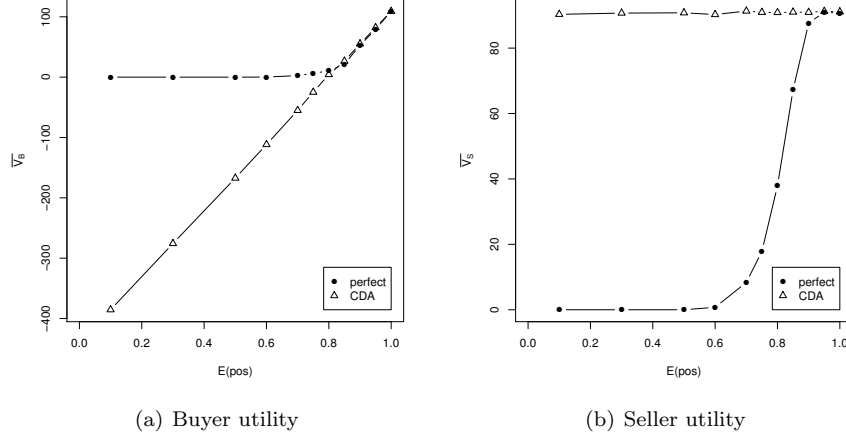 100
0
−100
−200
−300
−400
V_B
0.0 0.2 0.4 0.6 0.8 1.0
E(pos)
perfect
CDA
(a) Buyer utility
80
60
40
20
0
V_S
0.0 0.2 0.4 0.6 0.8 1.0
E(pos)
perfect
CDA
(b) Seller utility